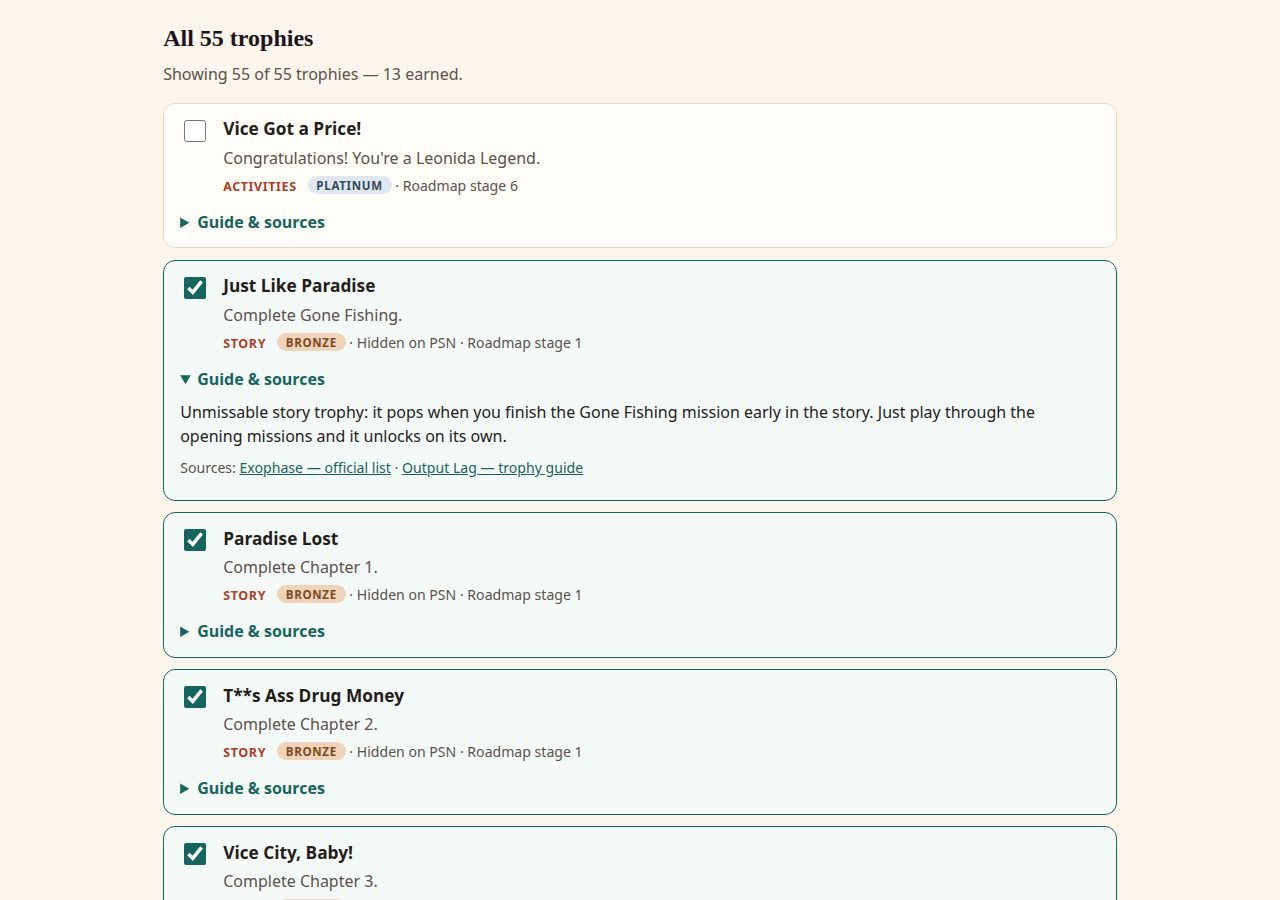 All 55 trophies
Showing 55 of 55 trophies — 13 earned.
Vice Got a Price!
Congratulations! You're a Leonida Legend.
ACTIVITIES PLATINUM · Roadmap stage 6
Guide & sources
Just Like Paradise
Complete Gone Fishing.
STORY BRONZE · Hidden on PSN · Roadmap stage 1
Guide & sources
Unmissable story trophy: it pops when you finish the Gone Fishing mission early in the story. Just play through the
opening missions and it unlocks on its own.
Sources: Exophase — official list · Output Lag — trophy guide
Paradise Lost
Complete Chapter 1.
STORY BRONZE · Hidden on PSN · Roadmap stage 1
Guide & sources
T**s Ass Drug Money
Complete Chapter 2.
STORY BRONZE · Hidden on PSN · Roadmap stage 1
Guide & sources
Vice City, Baby!
Complete Chapter 3.